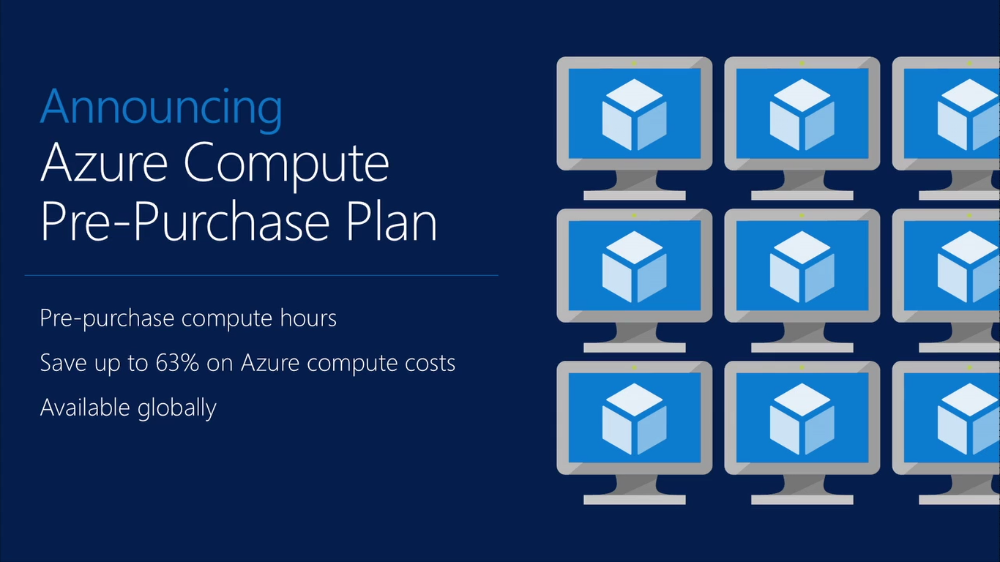 Announcing
Azure Compute
Pre-Purchase Plan
Pre-purchase compute hours
Save up to 63% on Azure compute costs
Available globally